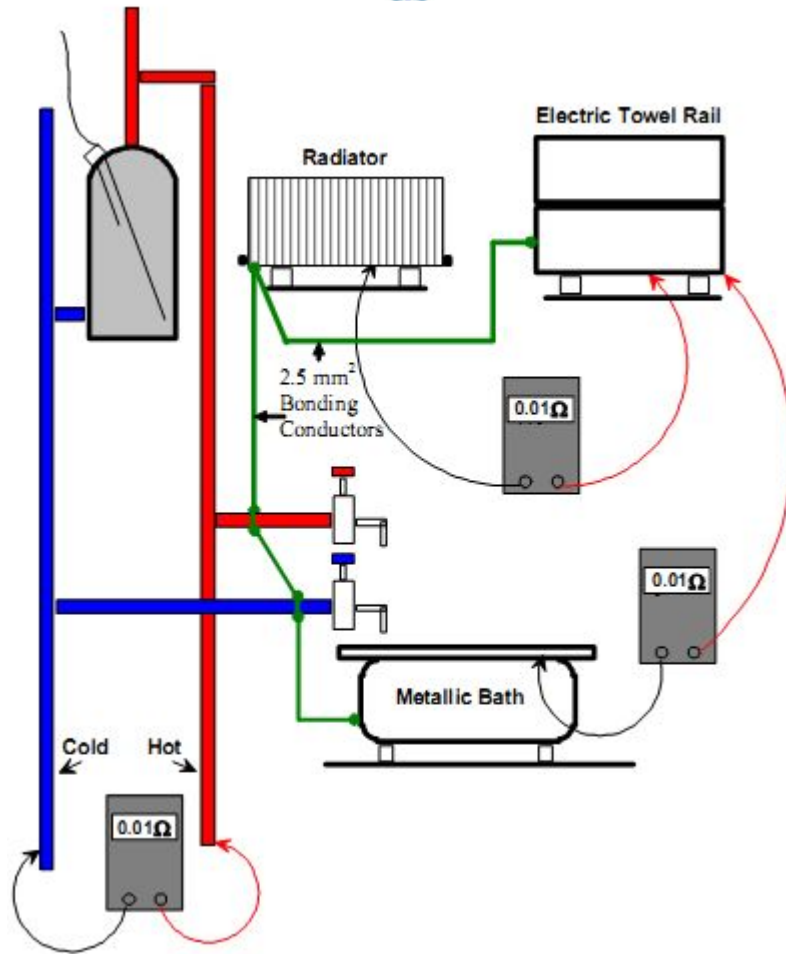 Electric Towel Rail
Radiator
2.5 mm²
Bonding
Conductors
0.01Ω
0.01Ω
Metallic Bath
Cold
Hot
0.01Ω